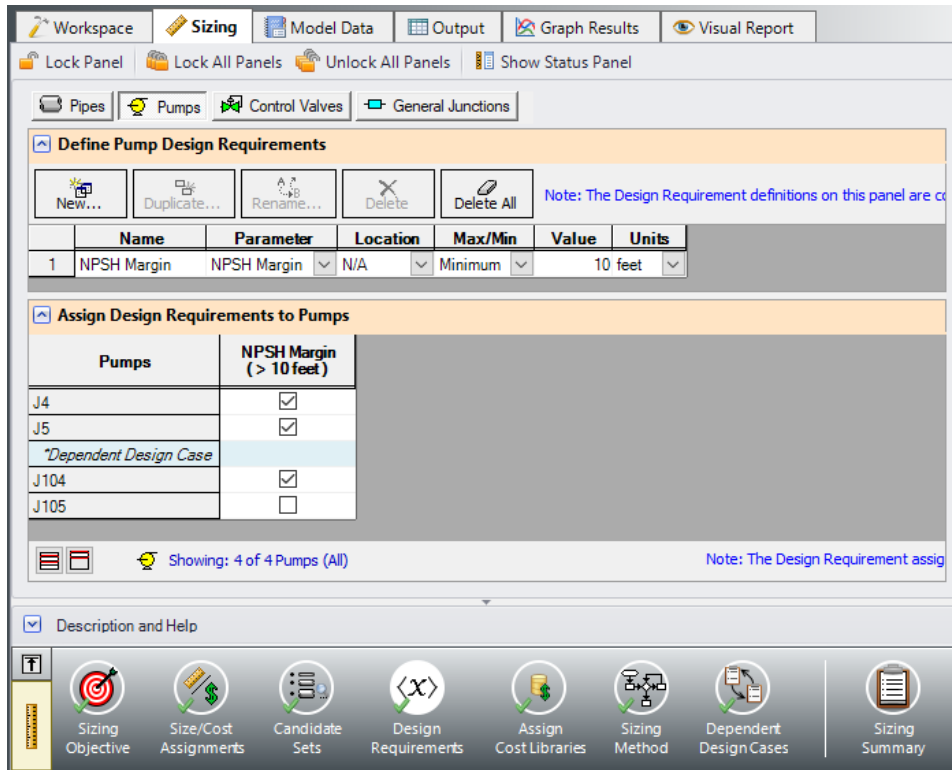 Workspace Sizing Model Data Output Graph Results Visual Report
Lock Panel Lock All Panels Unlock All Panels Show Status Panel
Pipes Pumps Control Valves General Junctions
Define Pump Design Requirements
New... Duplicate... Rename... Delete Delete All Note: The Design Requirement definitions on this panel are co
Name Parameter Location Max/Min Value Units
1 NPSH Margin NPSH Margin N/A Minimum 10 feet
Assign Design Requirements to Pumps
Pumps NPSH Margin
( > 10 feet )
J4
J5
*Dependent Design Case
J104
J105
Showing: 4 of 4 Pumps (All) Note: The Design Requirement assig
Description and Help
Sizing Size/Cost Candidate Design Assign Sizing Dependent Sizing
Objective Assignments Sets Requirements Cost Libraries Method Design Cases Summary